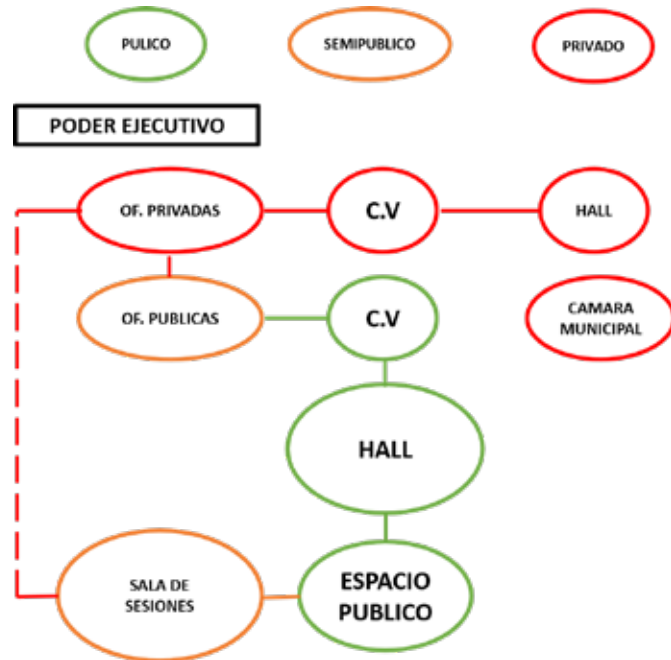 PULICO
SEMIPUBLICO
PRIVADO
PODER EJECUTIVO
OF. PRIVADAS
C.V
HALL
OF. PUBLICAS
C.V
CAMARA
MUNICIPAL
HALL
SALA DE
SESIONES
ESPACIO
PUBLICO